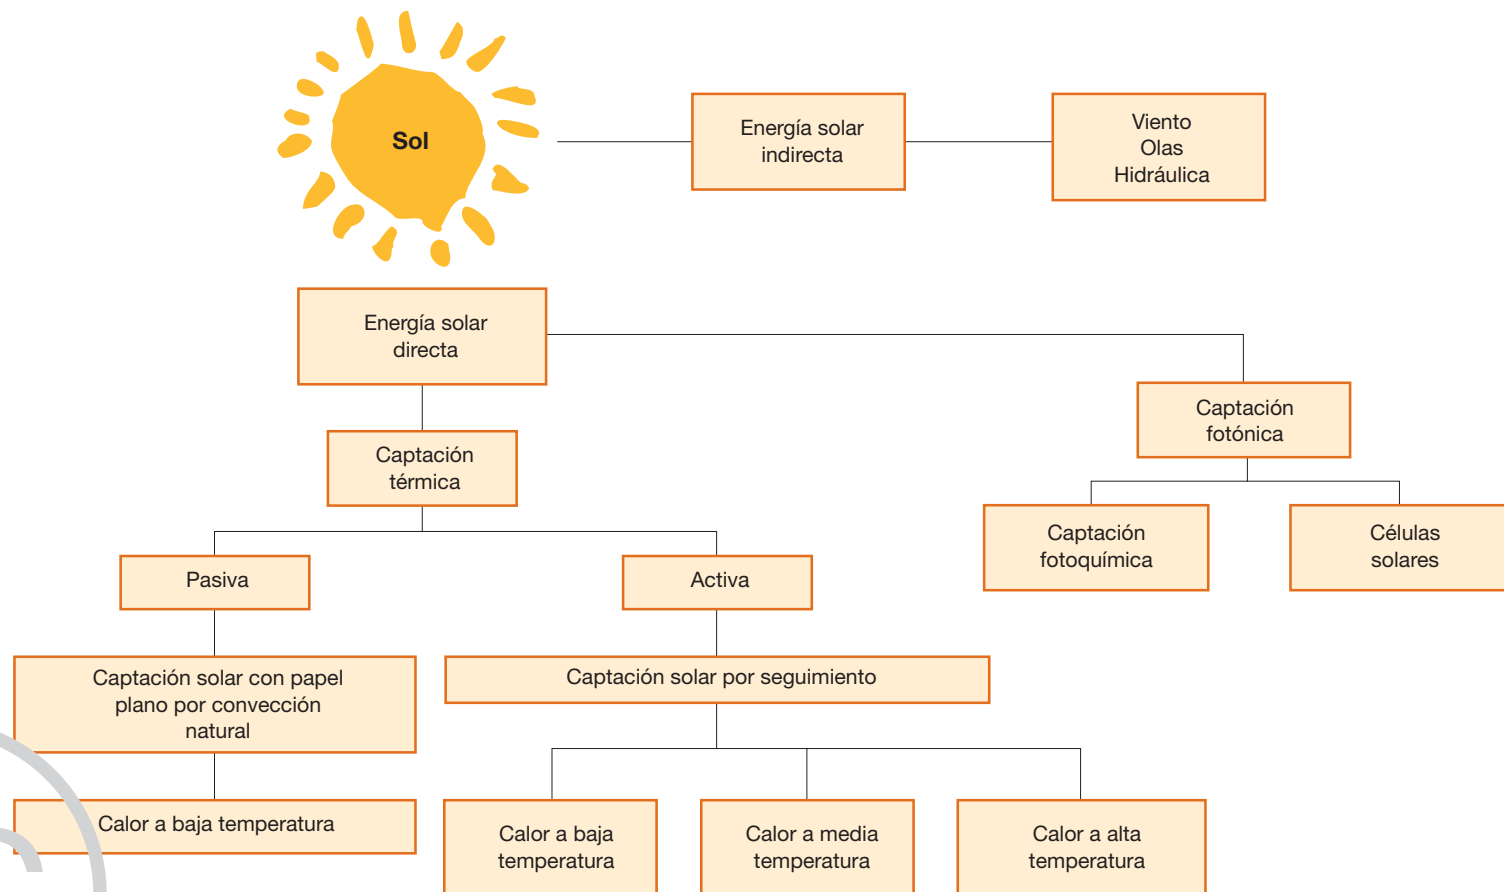 Sol
Energía solar
indirecta
Viento
Olas
Hidráulica
Energía solar
directa
Captación
térmica
Captación
fotónica
Captación
fotoquímica
Células
solares
Pasiva
Activa
Captación solar con papel
plano por convección
natural
Captación solar por seguimiento
Calor a baja temperatura
Calor a baja
temperatura
Calor a media
temperatura
Calor a alta
temperatura